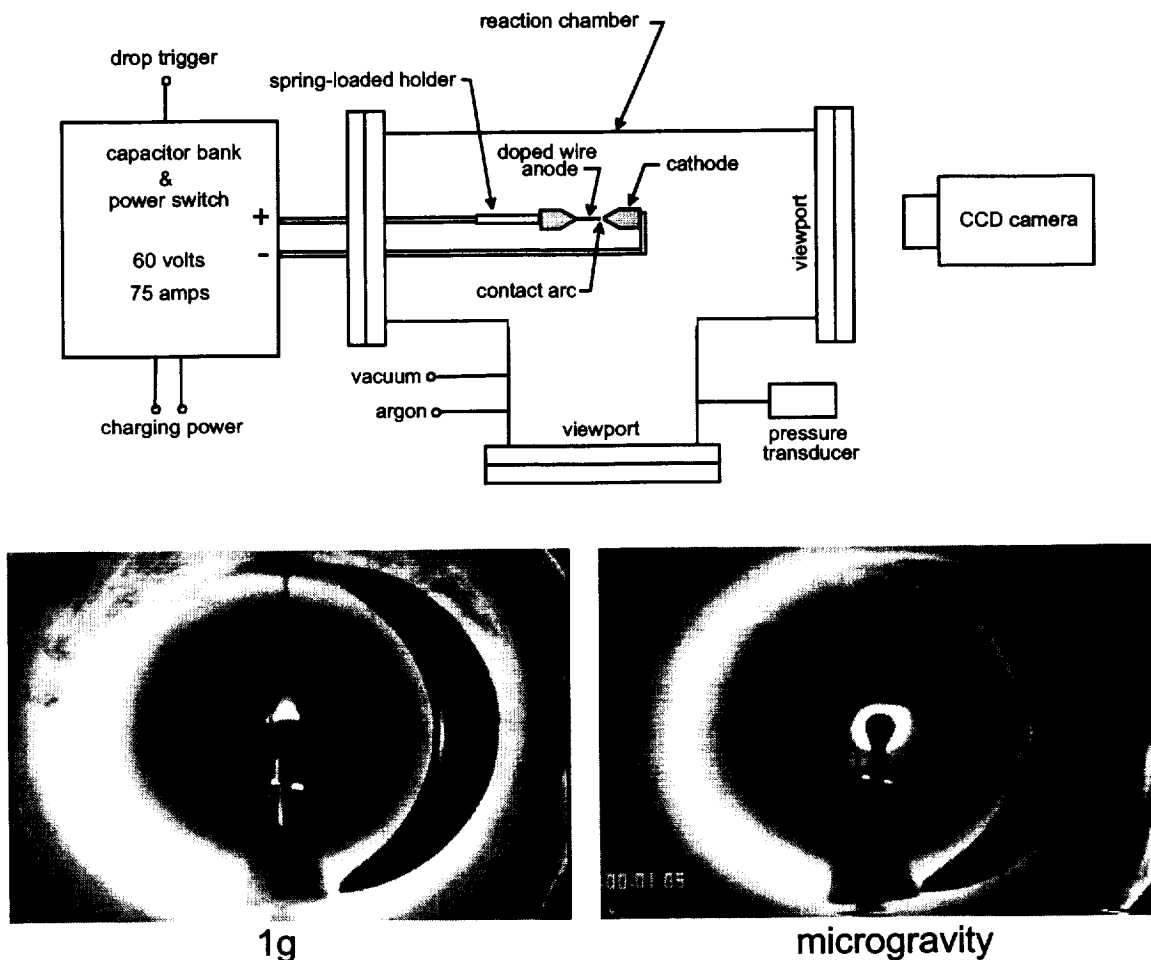 reaction chamber
drop trigger
spring-loaded holder
capacitor bank
&
power switch
+
-
60 volts
75 amps
doped wire
anode
cathode
contact arc
viewport
CCD camera
vacuum
argon
charging power
viewport
pressure
transducer
00:01:05
1g
microgravity